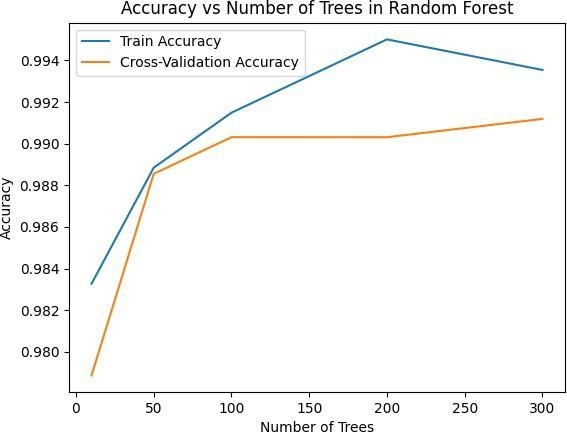 Accuracy vs Number of Trees in Random Forest
Train Accuracy
Cross-Validation Accuracy
Accuracy
0.994
0.992
0.990
0.988
0.986
0.984
0.982
0.980
0 50 100 150 200 250 300
Number of Trees